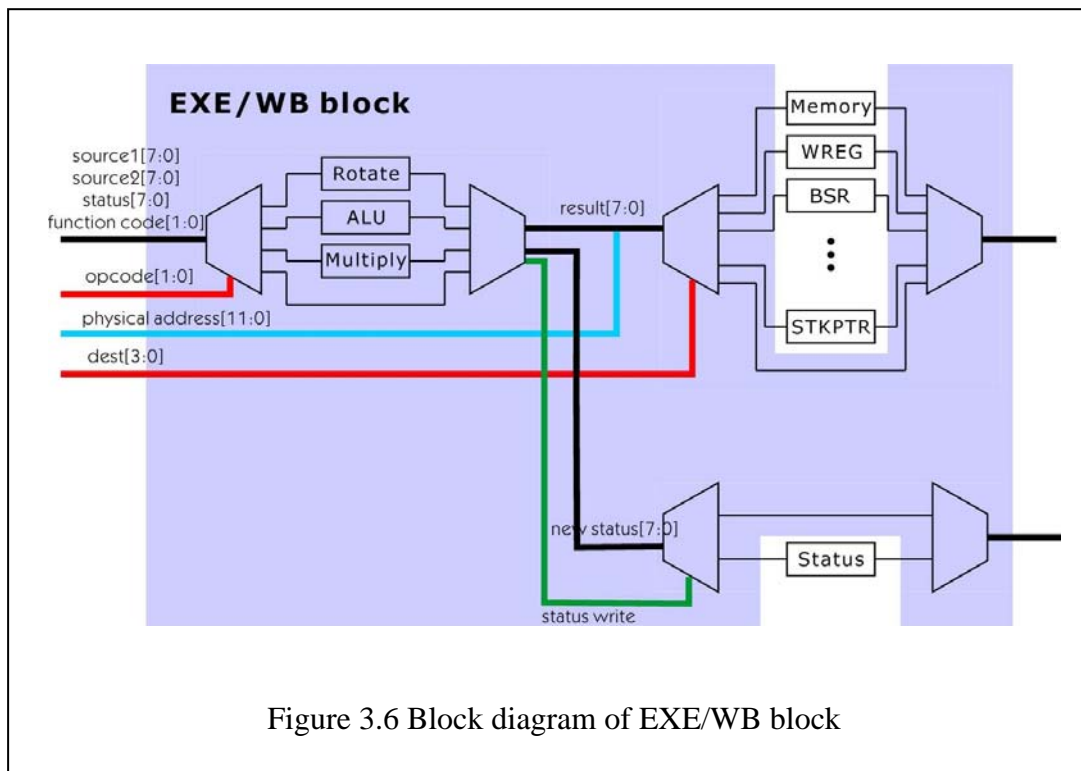 EXE/WB block
source1[7:0]
source2[7:0]
status[7:0]
function code[1:0]
opcode[1:0]
physical address[11:0]
dest[3:0]
Rotate
ALU
Multiply
result[7:0]
Memory
WREG
BSR
STKPTR
new status[7:0]
Status
status write
Figure 3.6 Block diagram of EXE/WB block